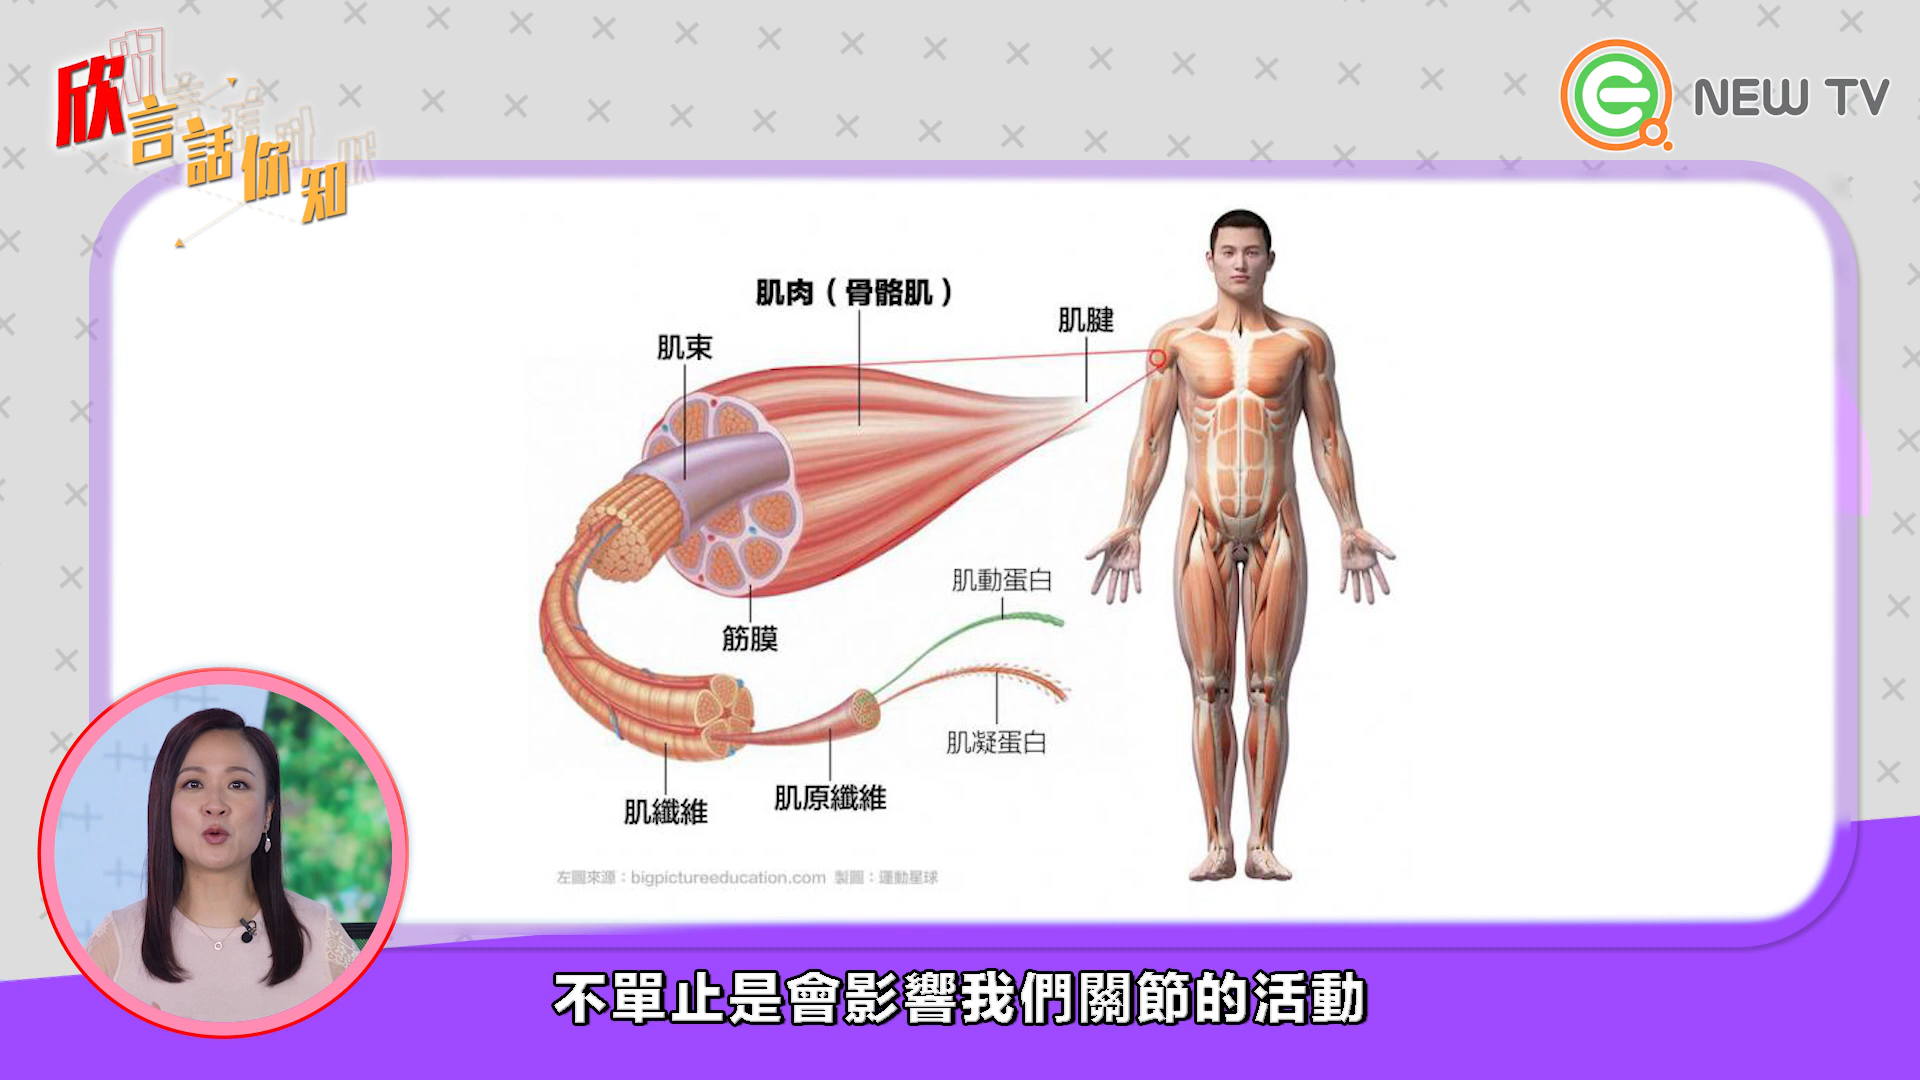 欣言話你知
NEW TV
肌肉（骨骼肌）
肌腱
肌束
肌動蛋白
筋膜
肌凝蛋白
肌原纖維
肌纖維
左圖來源：bigpictureeducation.com 製圖：運動星球
不單止是會影響我們關節的活動